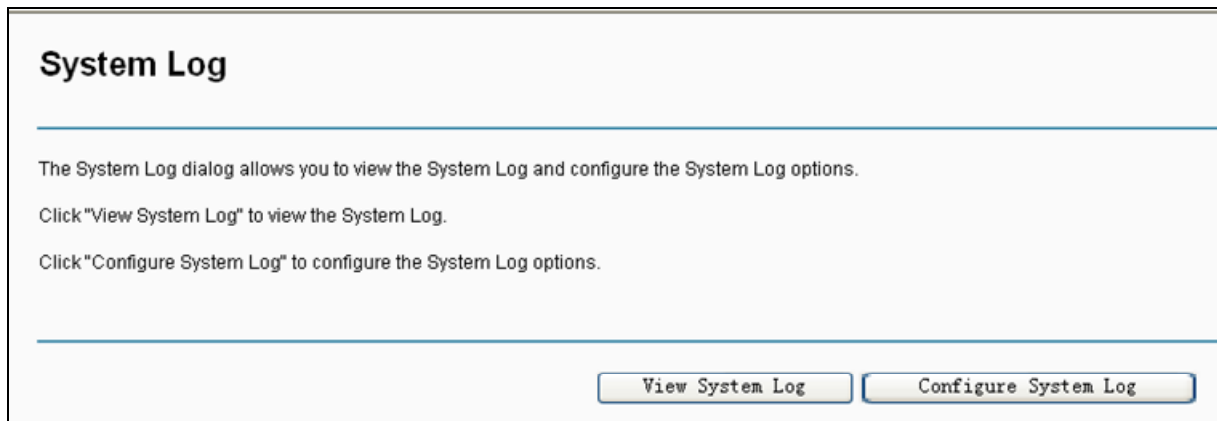 System Log
The System Log dialog allows you to view the System Log and configure the System Log options.
Click "View System Log" to view the System Log.
Click "Configure System Log" to configure the System Log options.
View System Log
Configure System Log